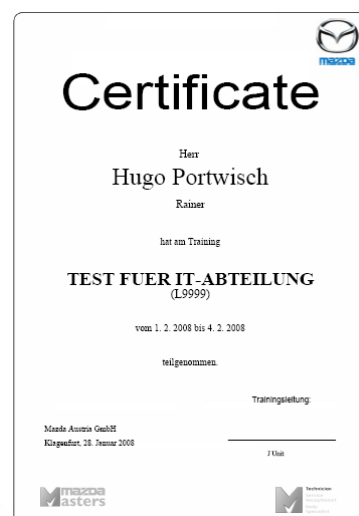 mazda
Certificate
Herr
Hugo Portwisch
Rainer
hat am Training
TEST FUER IT-ABTEILUNG
(L9999)
vom 1. 2. 2008 bis 4. 2. 2008
teilgenommen.
Trainingsleitung:
Mazda Austria GmbH
Klagenfurt, 28. Januar 2008
J Unit
mazda
Masters
Technician